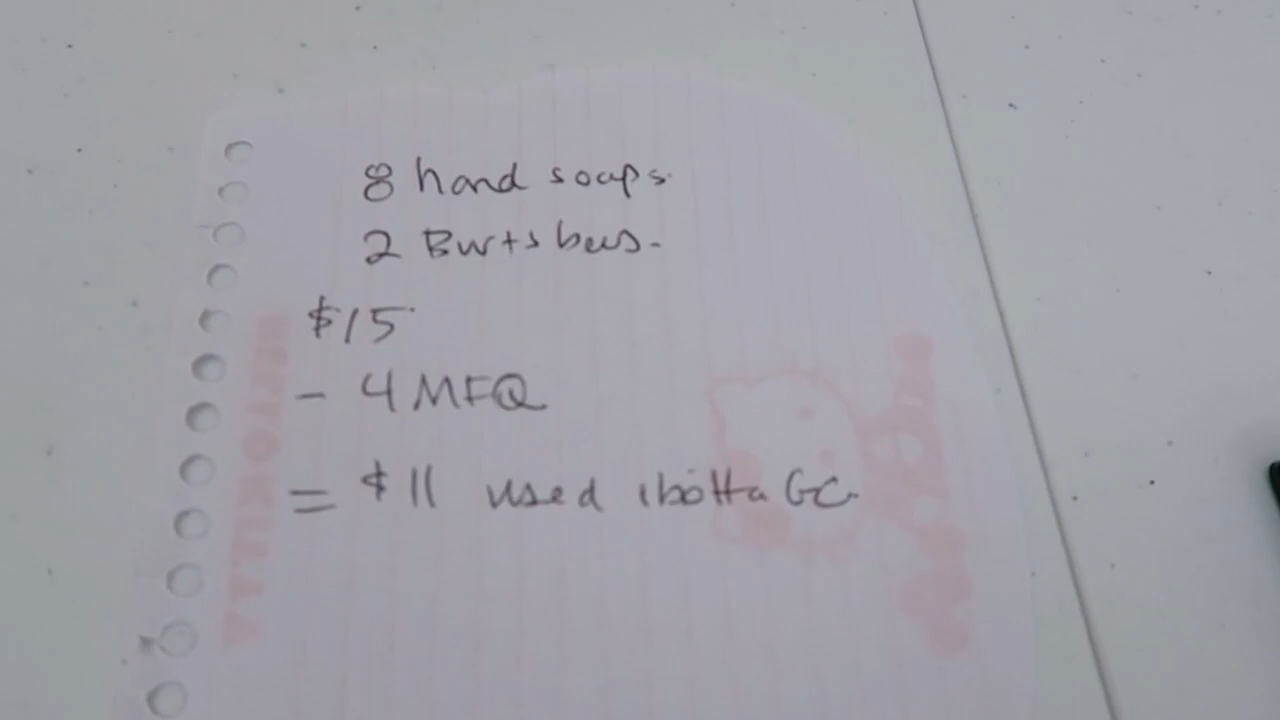 8 hand soaps.
2 Burts bees.
$15
- 4 MFQ
= $11 used ibotta GC.